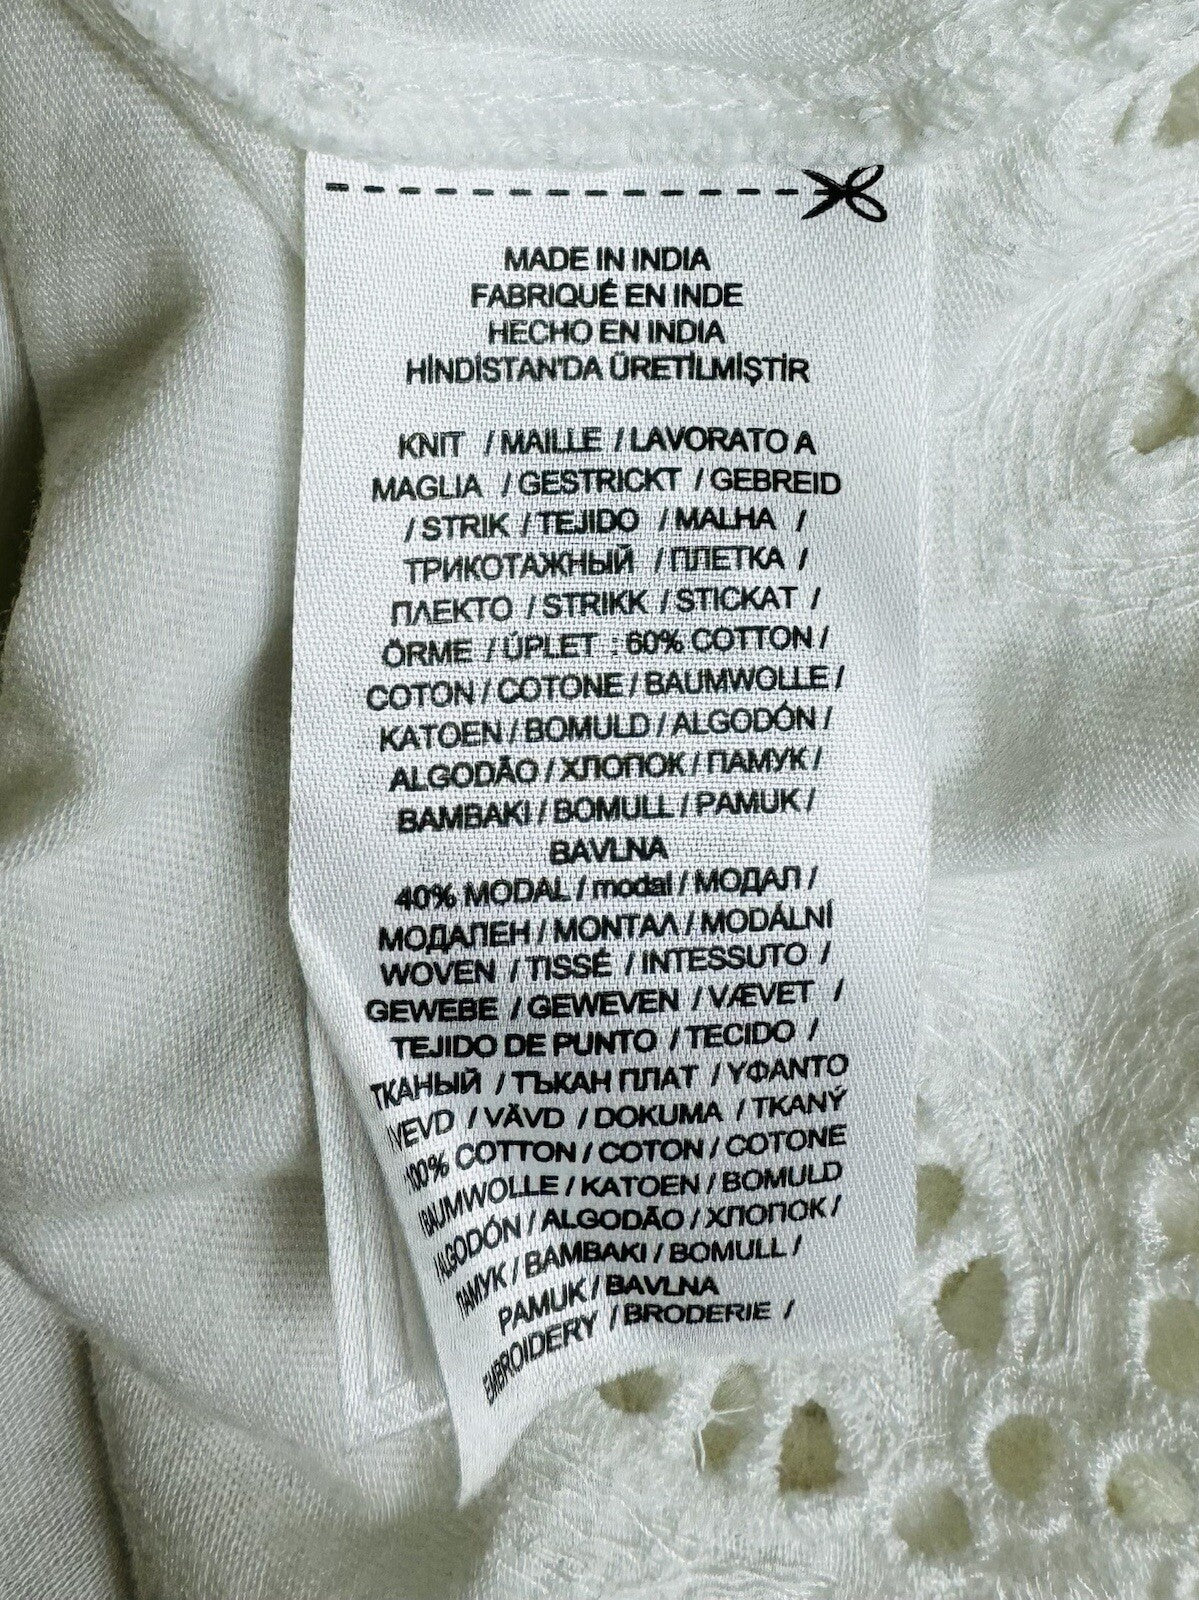 MADE IN INDIA
FABRIQUÉ EN INDE
HECHO EN INDIA
HİNDİSTAN'DA ÜRETİLMİŞTİR
KNIT / MAILLE / LAVORATO A
MAGLIA / GESTRICKT / GEBREID
/ STRIK / TEJIDO / MALHA /
ТРИКОТАЖНЫЙ / ПЛЕТКА /
ΠΛΕΚΤΟ / STRIKK / STICKAT /
ÖRME / ÚPLET : 60% COTTON /
COTON / COTONE / BAUMWOLLE /
KATOEN / BOMULD / ALGODÓN /
ALGODÃO / ХЛОПОК / ПАМУК /
BAMBAKI / BOMULL / PAMUK /
BAVLNA
40% MODAL / modal / МОДАЛ /
МОДАЛЕН / ΜΟΝΤΑΛ / MODÁLNÍ
WOVEN / TISSÉ / INTESSUTO /
GEWEBE / GEWEVEN / VÆVET /
TEJIDO DE PUNTO / TECIDO /
ТКАНЫЙ / ТЪКАН ПЛАТ / ΥΦΑΝΤΟ
/VEVD / VÄVD / DOKUMA / TKANÝ
100% COTTON / COTON / COTONE
/BAUMWOLLE / KATOEN / BOMULD
/ALGODÓN / ALGODÃO / ХЛОПОК /
ПАМУК / BAMBAKI / BOMULL /
PAMUK / BAVLNA
EMBROIDERY / BRODERIE /